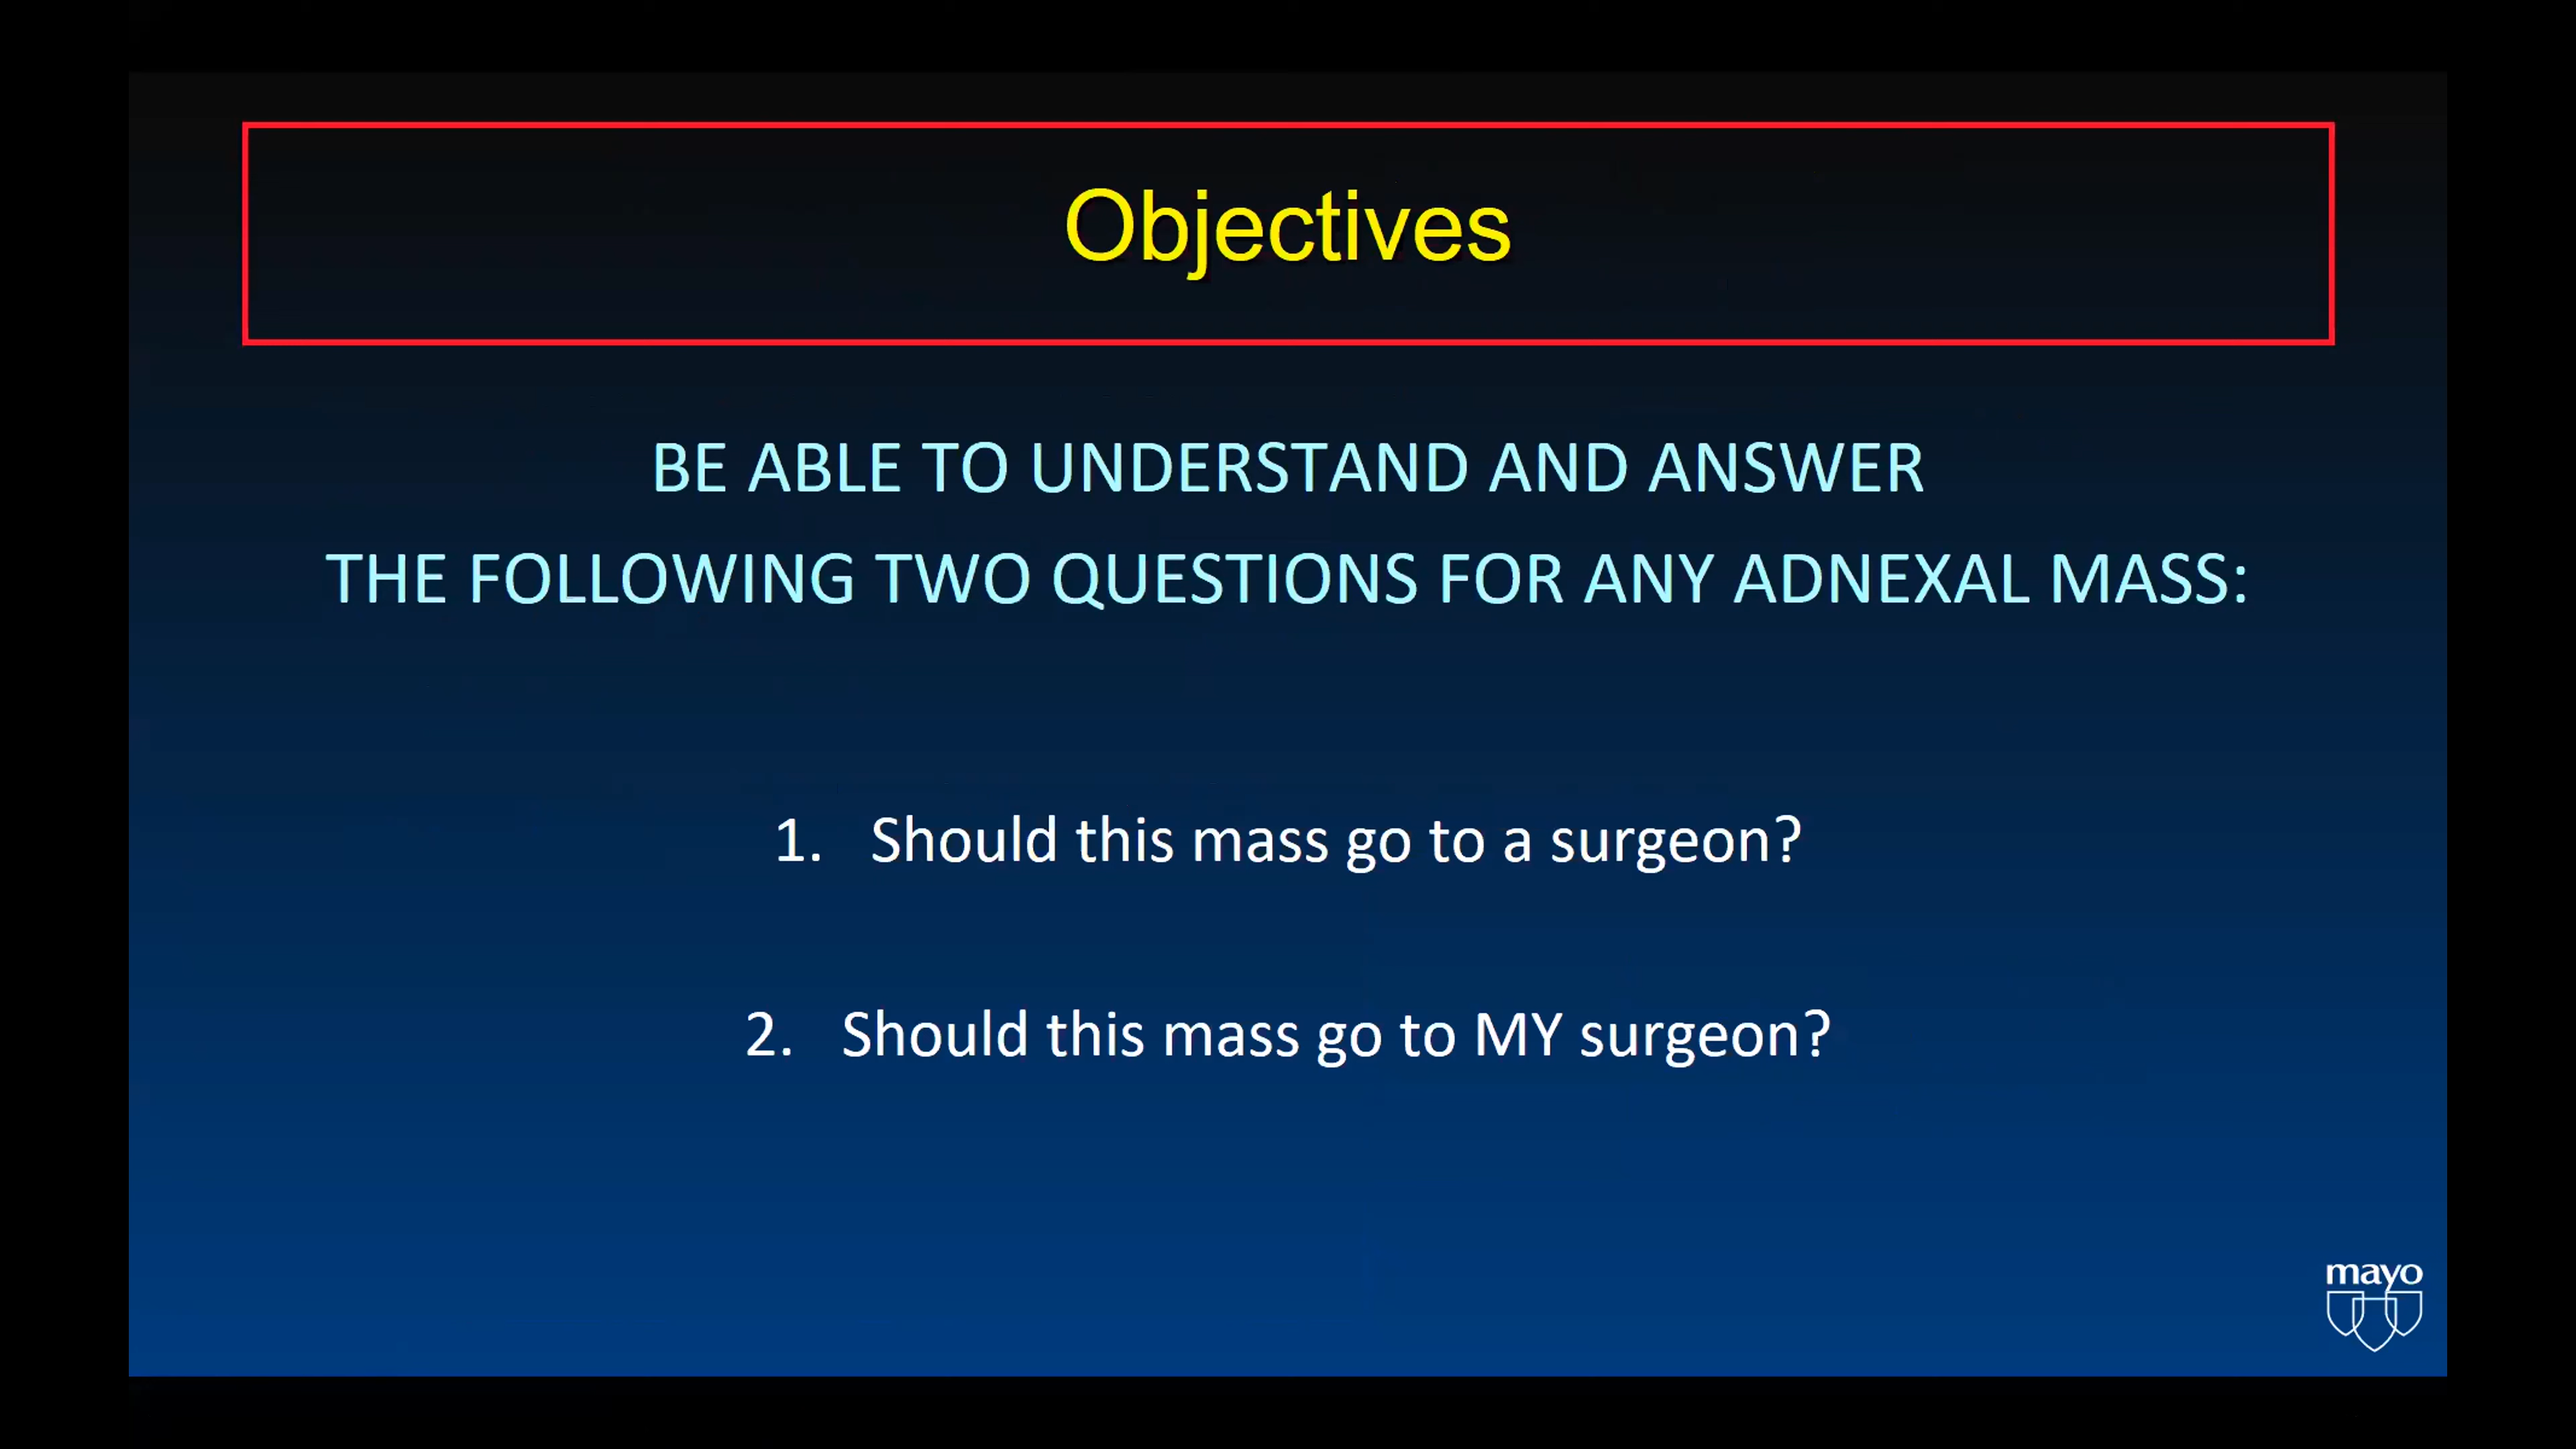 Objectives
BE ABLE TO UNDERSTAND AND ANSWER
THE FOLLOWING TWO QUESTIONS FOR ANY ADNEXAL MASS:
1. Should this mass go to a surgeon?
2. Should this mass go to MY surgeon?
mayo